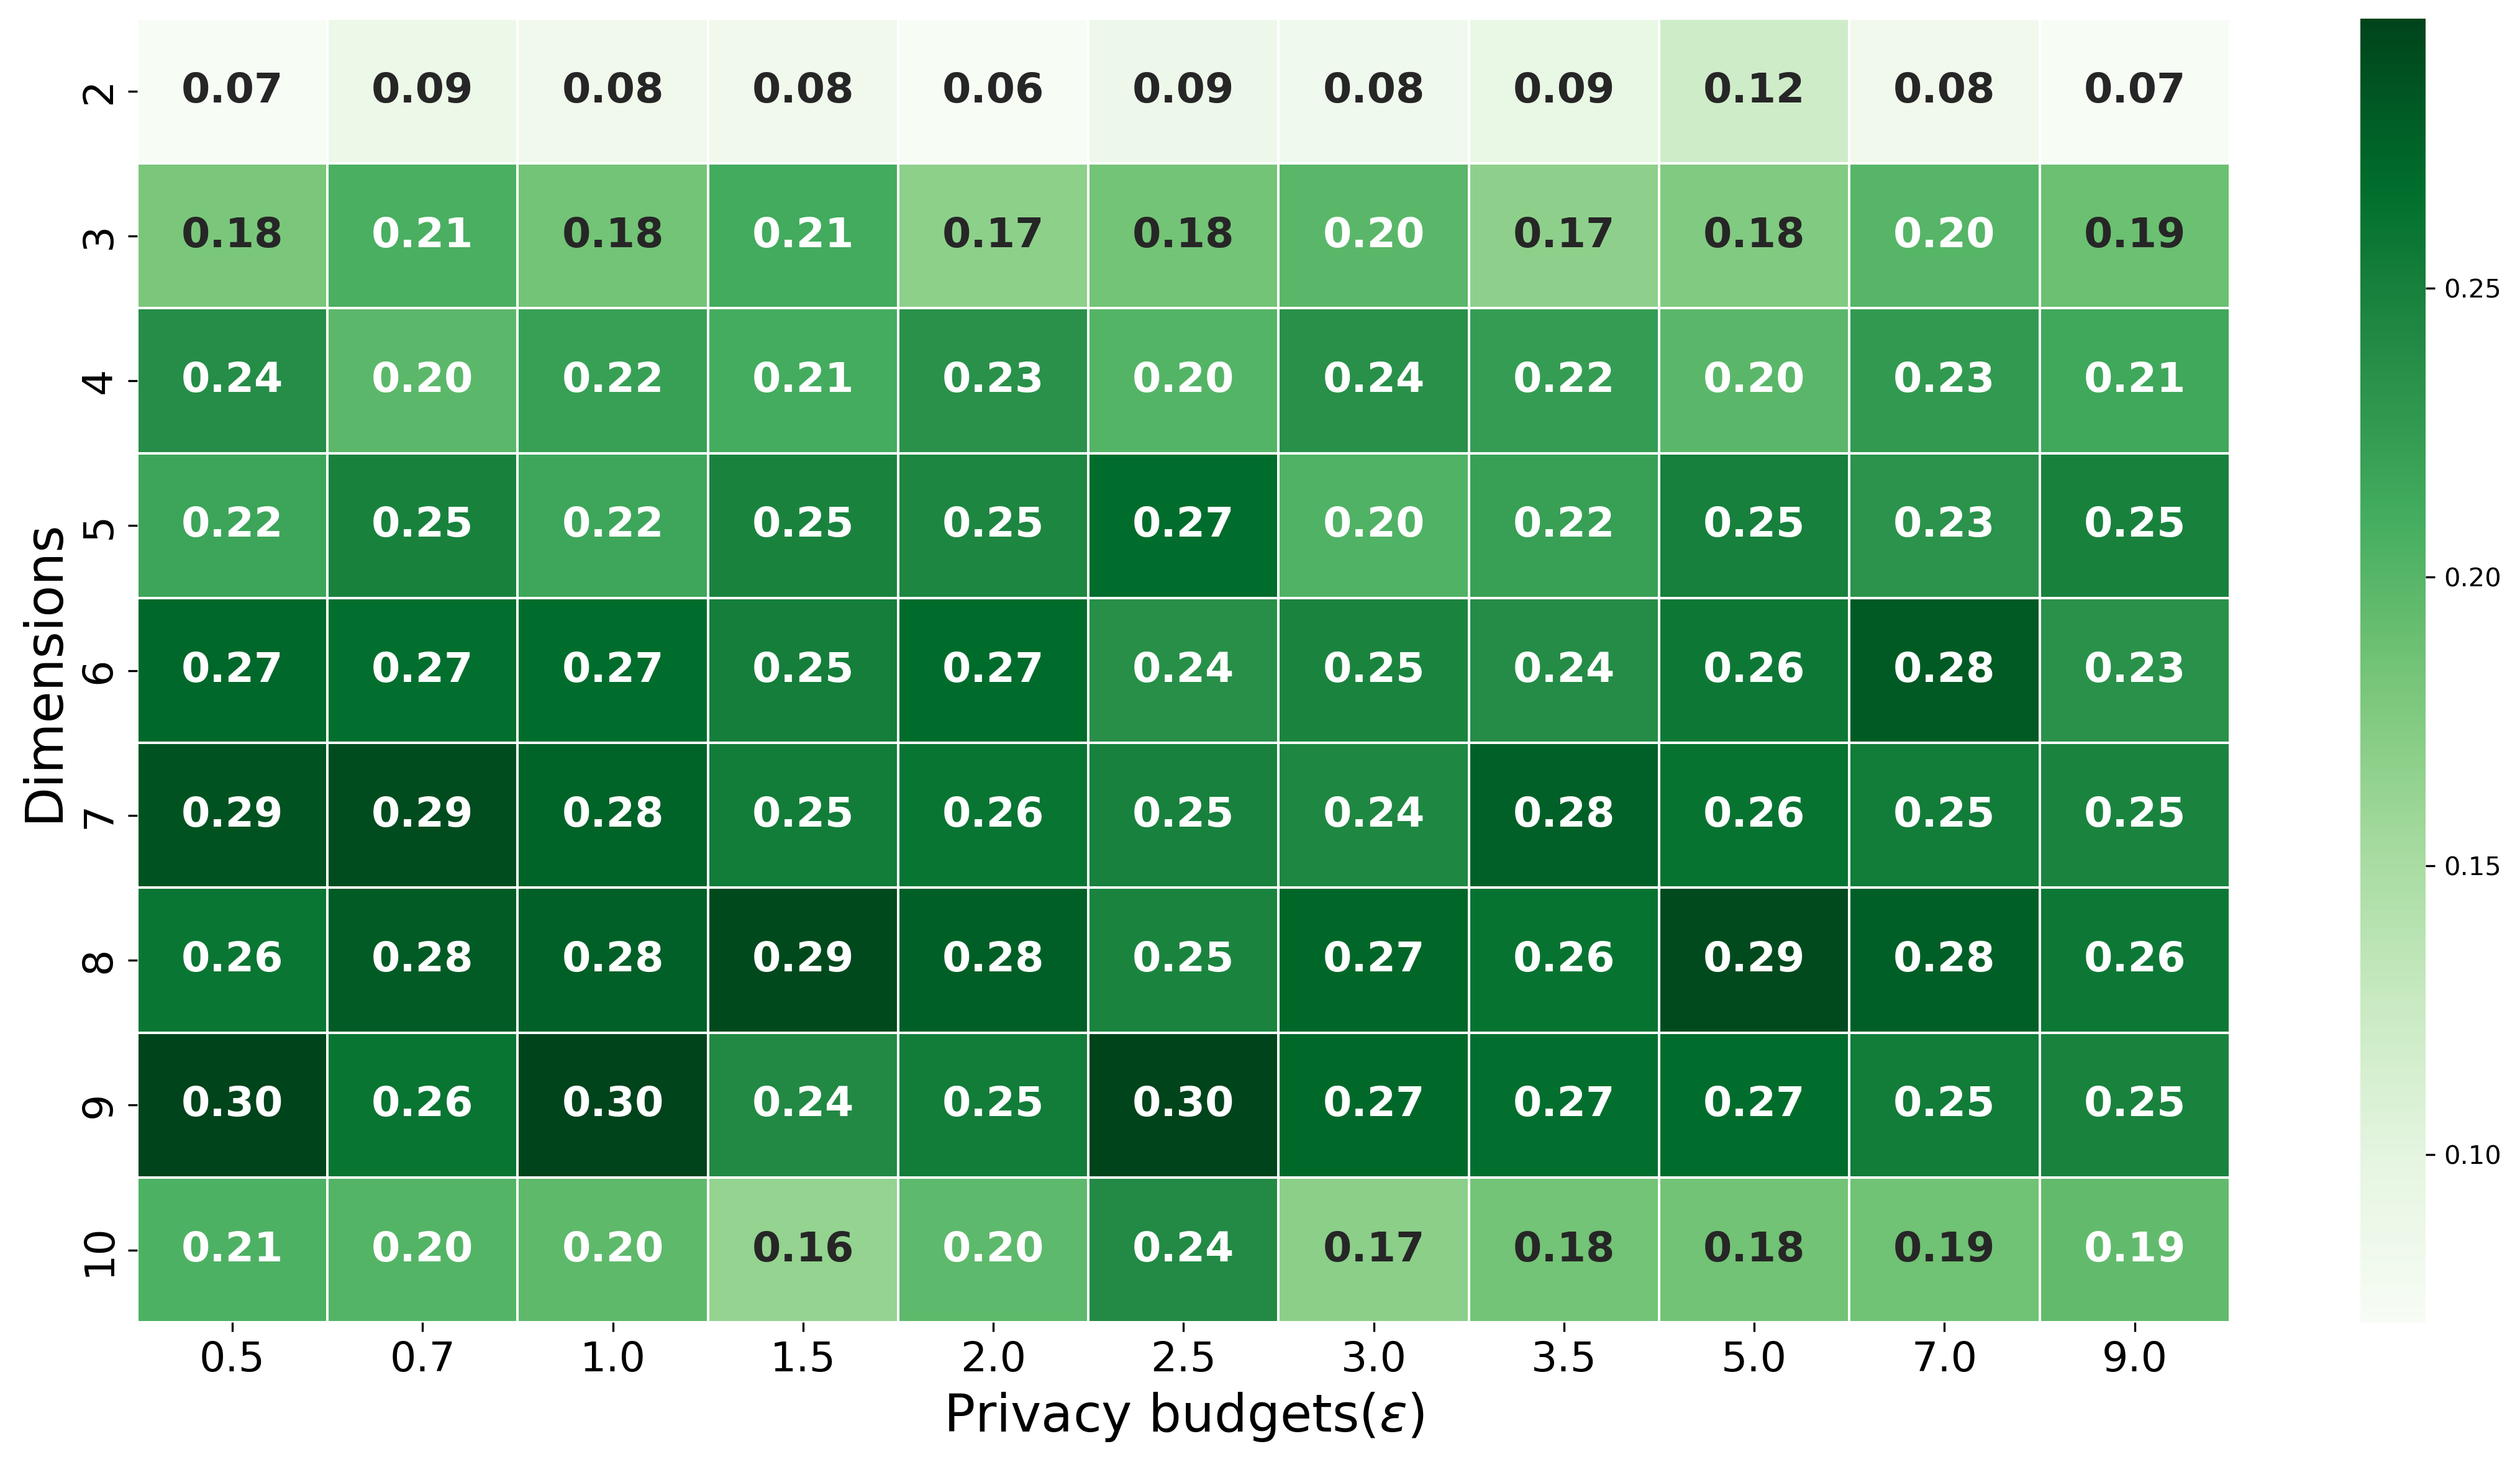 2 0.07 0.09 0.08 0.08 0.06 0.09 0.08 0.09 0.12 0.08 0.07
3 0.18 0.21 0.18 0.21 0.17 0.18 0.20 0.17 0.18 0.20 0.19
4 0.24 0.20 0.22 0.21 0.23 0.20 0.24 0.22 0.20 0.23 0.21
5 0.22 0.25 0.22 0.25 0.25 0.27 0.20 0.22 0.25 0.23 0.25
6 0.27 0.27 0.27 0.25 0.27 0.24 0.25 0.24 0.26 0.28 0.23
7 0.29 0.29 0.28 0.25 0.26 0.25 0.24 0.28 0.26 0.25 0.25
8 0.26 0.28 0.28 0.29 0.28 0.25 0.27 0.26 0.29 0.28 0.26
9 0.30 0.26 0.30 0.24 0.25 0.30 0.27 0.27 0.27 0.25 0.25
10 0.21 0.20 0.20 0.16 0.20 0.24 0.17 0.18 0.18 0.19 0.19
0.5 0.7 1.0 1.5 2.0 2.5 3.0 3.5 5.0 7.0 9.0
Privacy budgets(ε)
Dimensions
0.25
0.20
0.15
0.10